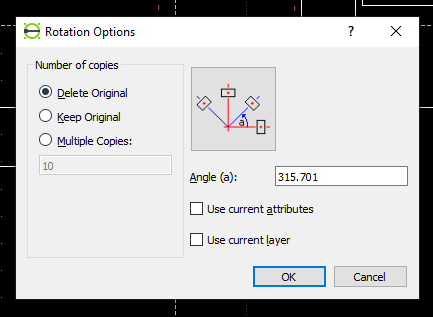 Rotation Options
?
Number of copies
Delete Original
Keep Original
Multiple Copies:
10
a
Angle (a):
315.701
Use current attributes
Use current layer
OK
Cancel